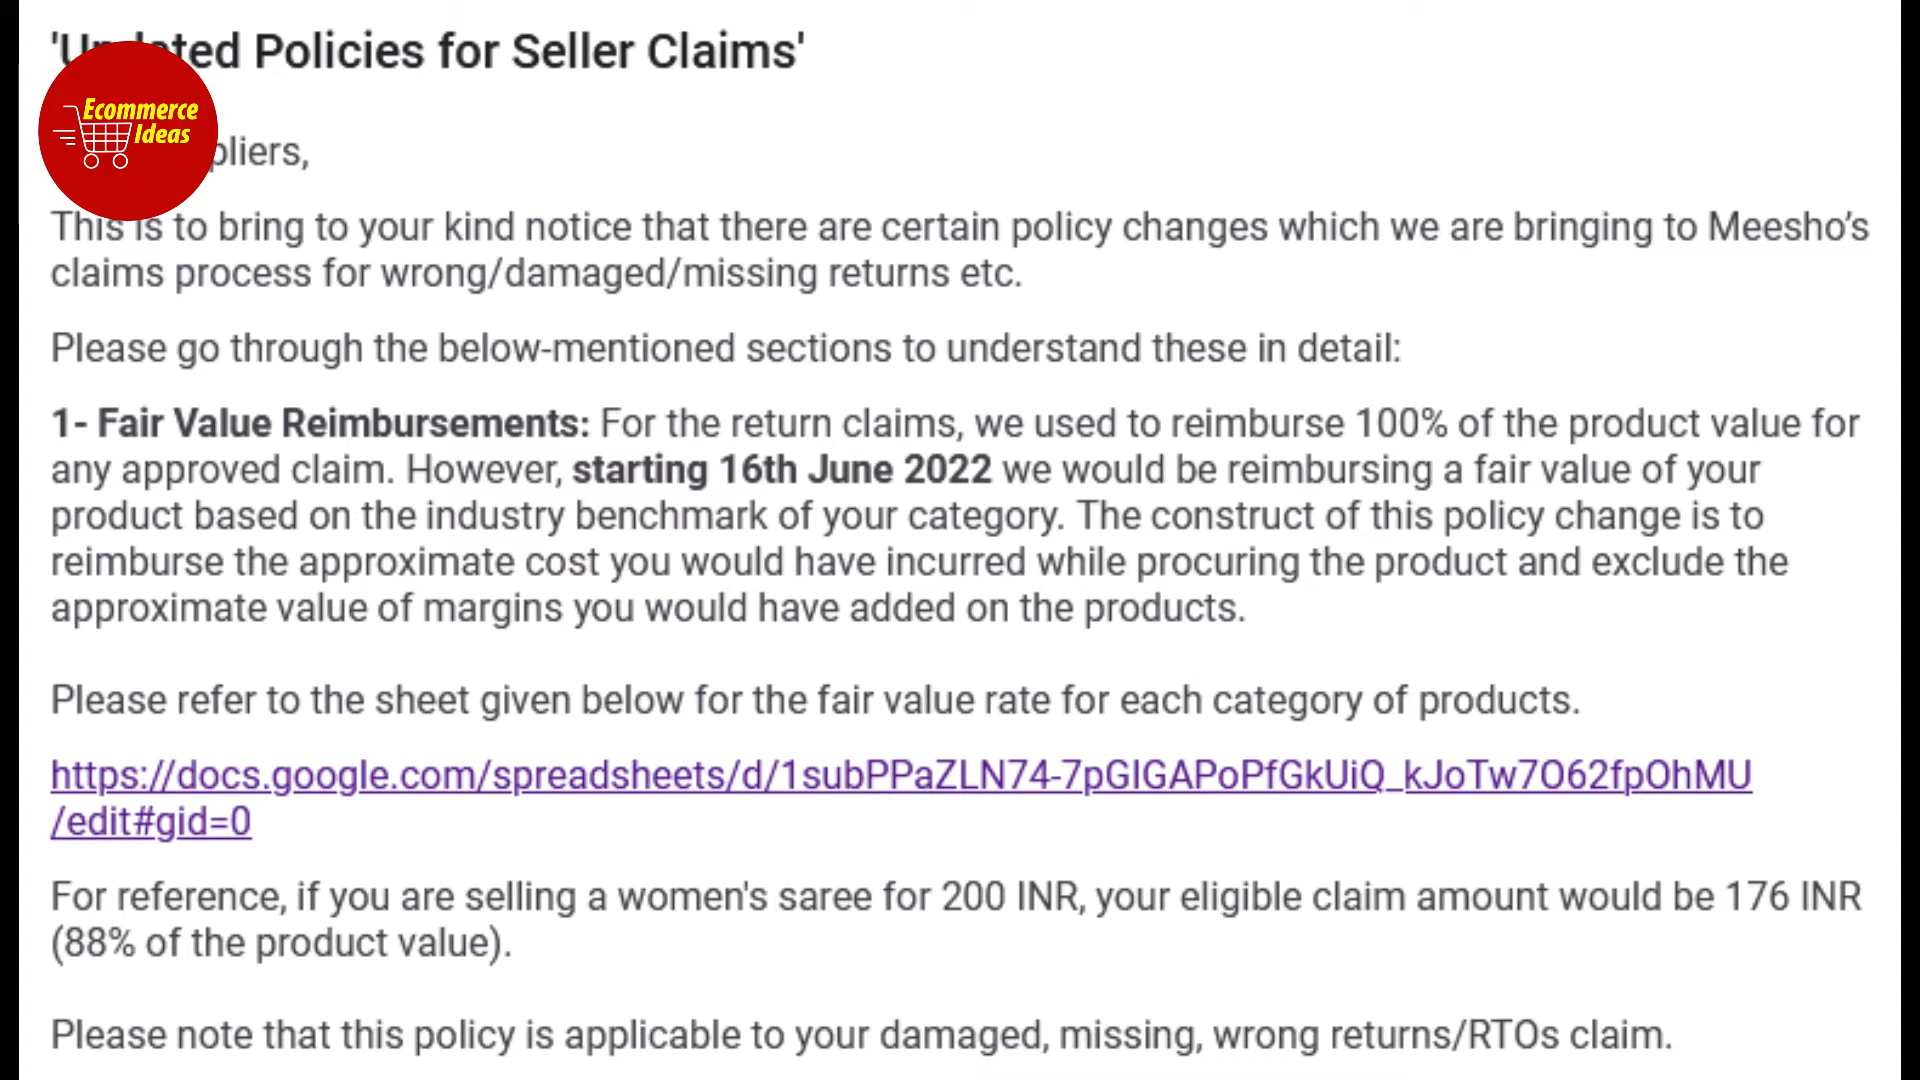 'Updated Policies for Seller Claims'
Ecommerce
Ideas
This is to bring to your kind notice that there are certain policy changes which we are bringing to Meesho’s
claims process for wrong/damaged/missing returns etc.
Please go through the below-mentioned sections to understand these in detail:
1- Fair Value Reimbursements: For the return claims, we used to reimburse 100% of the product value for
any approved claim. However, starting 16th June 2022 we would be reimbursing a fair value of your
product based on the industry benchmark of your category. The construct of this policy change is to
reimburse the approximate cost you would have incurred while procuring the product and exclude the
approximate value of margins you would have added on the products.
Please refer to the sheet given below for the fair value rate for each category of products.
https://docs.google.com/spreadsheets/d/1subPPaZLN74-7pGIGAPoPfGkUiQ_kJoTw7O62fpOhMU
/edit#gid=0
For reference, if you are selling a women's saree for 200 INR, your eligible claim amount would be 176 INR
(88% of the product value).
Please note that this policy is applicable to your damaged, missing, wrong returns/RTOs claim.